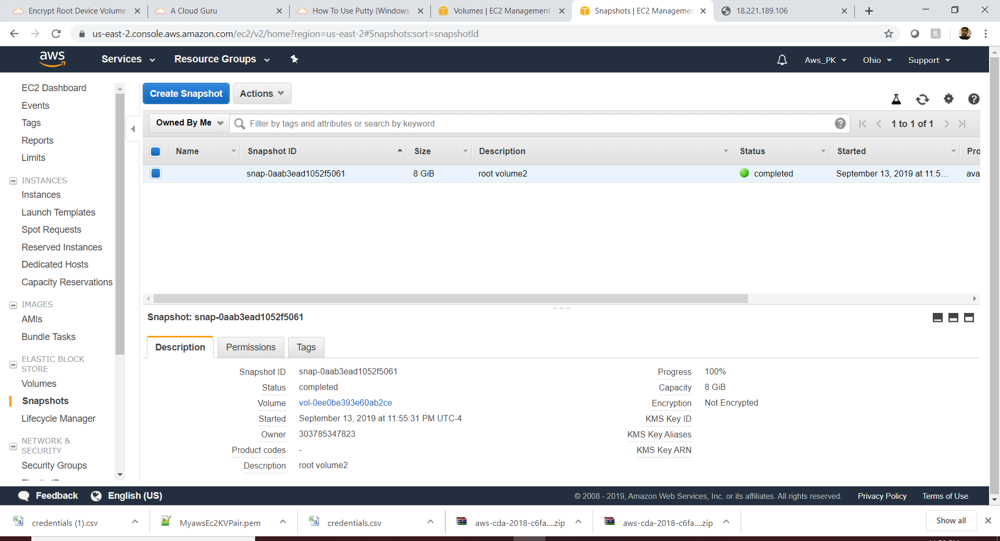 Encrypt Root Device Volume
A Cloud Guru
How To Use Putty (Windows
Volumes | EC2 Management
Snapshots | EC2 Managemen
18.221.189.106
us-east-2.console.aws.amazon.com/ec2/v2/home?region=us-east-2#Snapshots:sort=snapshotId
aws
Services
Resource Groups
Aws_PK
Ohio
Support
EC2 Dashboard
Events
Tags
Reports
Limits
INSTANCES
Instances
Launch Templates
Spot Requests
Reserved Instances
Dedicated Hosts
Capacity Reservations
IMAGES
AMIs
Bundle Tasks
ELASTIC BLOCK
STORE
Volumes
Snapshots
Lifecycle Manager
NETWORK &
SECURITY
Security Groups
Create Snapshot
Actions
Owned By Me
Filter by tags and attributes or search by keyword
1 to 1 of 1
Name Snapshot ID Size Description Status Started Pro
snap-0aab3ead1052f5061 8 GiB root volume2 completed September 13, 2019 at 11:5... ava
Snapshot: snap-0aab3ead1052f5061
Description
Permissions
Tags
Snapshot ID snap-0aab3ead1052f5061
Status completed
Volume vol-0ee0be393e60ab2ce
Started September 13, 2019 at 11:55:31 PM UTC-4
Owner 303785347823
Product codes -
Description root volume2
Progress 100%
Capacity 8 GiB
Encryption Not Encrypted
KMS Key ID
KMS Key Aliases
KMS Key ARN
Feedback
English (US)
© 2008 - 2019, Amazon Web Services, Inc. or its affiliates. All rights reserved.
Privacy Policy
Terms of Use
credentials (1).csv
MyawsEc2KVPair.pem
credentials.csv
aws-cda-2018-c6fa....zip
aws-cda-2018-c6fa....zip
Show all